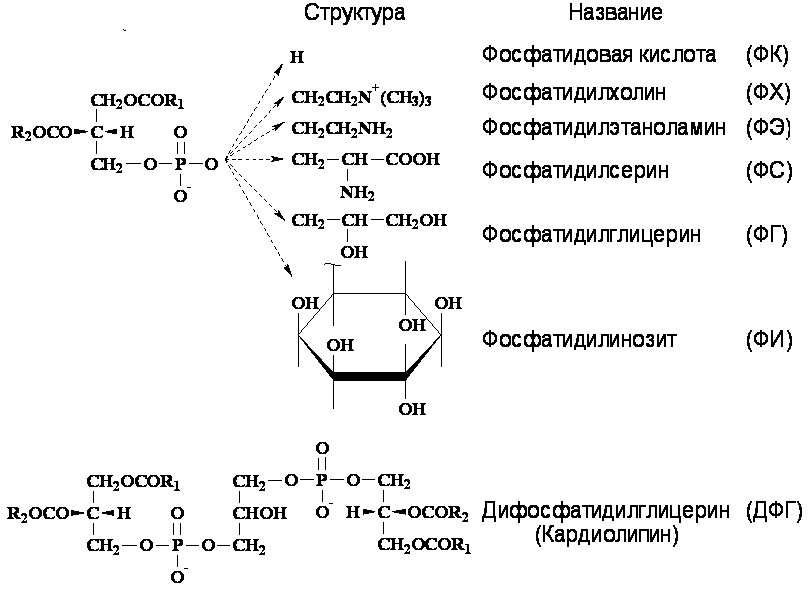 Структура Название
H Фосфатидовая кислота (ФК)
CH2OCOR1 CH2CH2N+(CH3)3 Фосфатидилхолин (ФХ)
R2OCO H O CH2CH2NH2 Фосфатидилэтаноламин (ФЭ)
CH2—O—P—O CH2—CH—COOH Фосфатидилсерин (ФС)
O- NH2
CH2—CH—CH2OH Фосфатидилглицерин (ФГ)
OH
OH OH
OH
OH Фосфатидилинозит (ФИ)
OH
O
CH2OCOR1 CH2—O—P—O—CH2
R2OCO H O CHOH O- H OCOR2 Дифосфатидилглицерин (ДФГ)
CH2—O—P—O—CH2 CH2OCOR1 (Кардиолипин)
O-